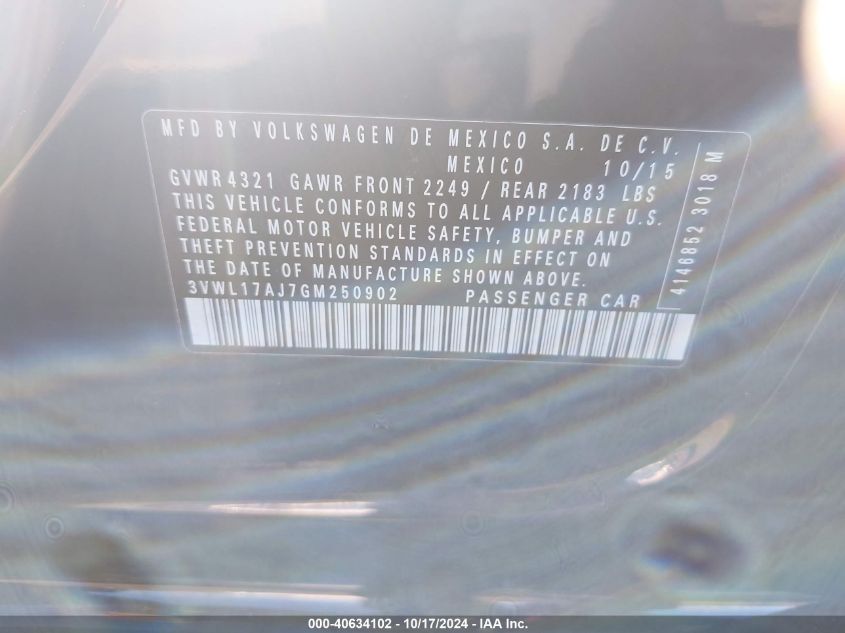 MFD BY VOLKSWAGEN DE MEXICO S.A. DE C.V.
MEXICO 10/15
GVWR 4321 GAWR FRONT 2249 / REAR 2183 LBS
THIS VEHICLE CONFORMS TO ALL APPLICABLE U.S.
FEDERAL MOTOR VEHICLE SAFETY, BUMPER AND
THEFT PREVENTION STANDARDS IN EFFECT ON
THE DATE OF MANUFACTURE SHOWN ABOVE.
3VWL17AJ7GM250902 PASSENGER CAR
4146852 3018 M
000-40634102 - 10/17/2024 - IAA Inc.